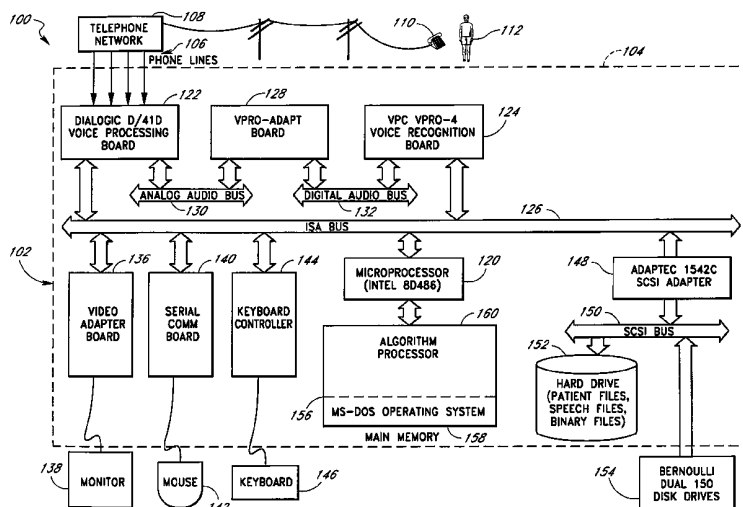 100
TELEPHONE
NETWORK
108
106
PHONE LINES
110
112
104
122
DIALOGIC D/41D
VOICE PROCESSING
BOARD
128
VPRO-ADAPT
BOARD
VPC VPRO-4
VOICE RECOGNITION
BOARD
124
ANALOG AUDIO BUS
130
DIGITAL AUDIO BUS
132
126
ISA BUS
102
136
VIDEO
ADAPTER
BOARD
140
SERIAL
COMM
BOARD
144
KEYBOARD
CONTROLLER
MICROPROCESSOR
(INTEL 8D486)
120
148
ADAPTEC 1542C
SCSI ADAPTER
160
ALGORITHM
PROCESSOR
156
MS-DOS OPERATING SYSTEM
MAIN MEMORY
158
150
SCSI BUS
152
HARD DRIVE
(PATIENT FILES,
SPEECH FILES,
BINARY FILES)
138
MONITOR
MOUSE
142
KEYBOARD
146
154
BERNOULLI
DUAL 150
DISK DRIVES